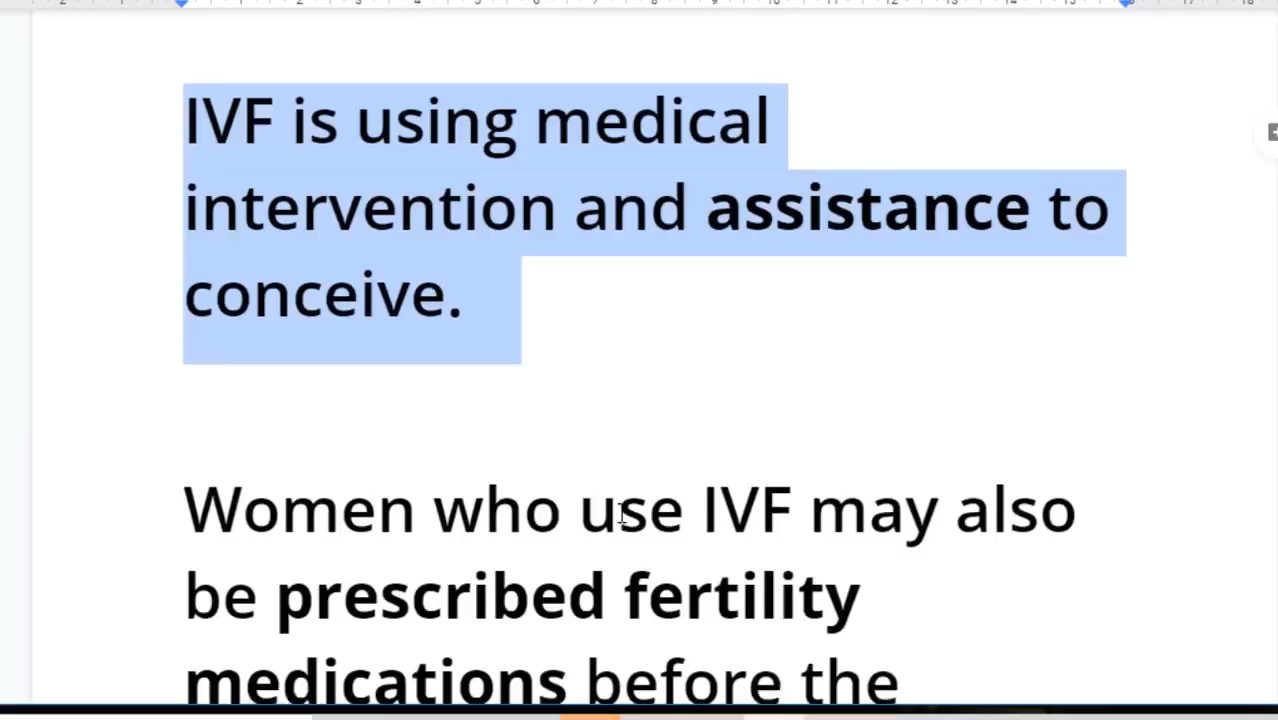 IVF is using medical
intervention and assistance to
conceive.
Women who use IVF may also
be prescribed fertility
medications before the